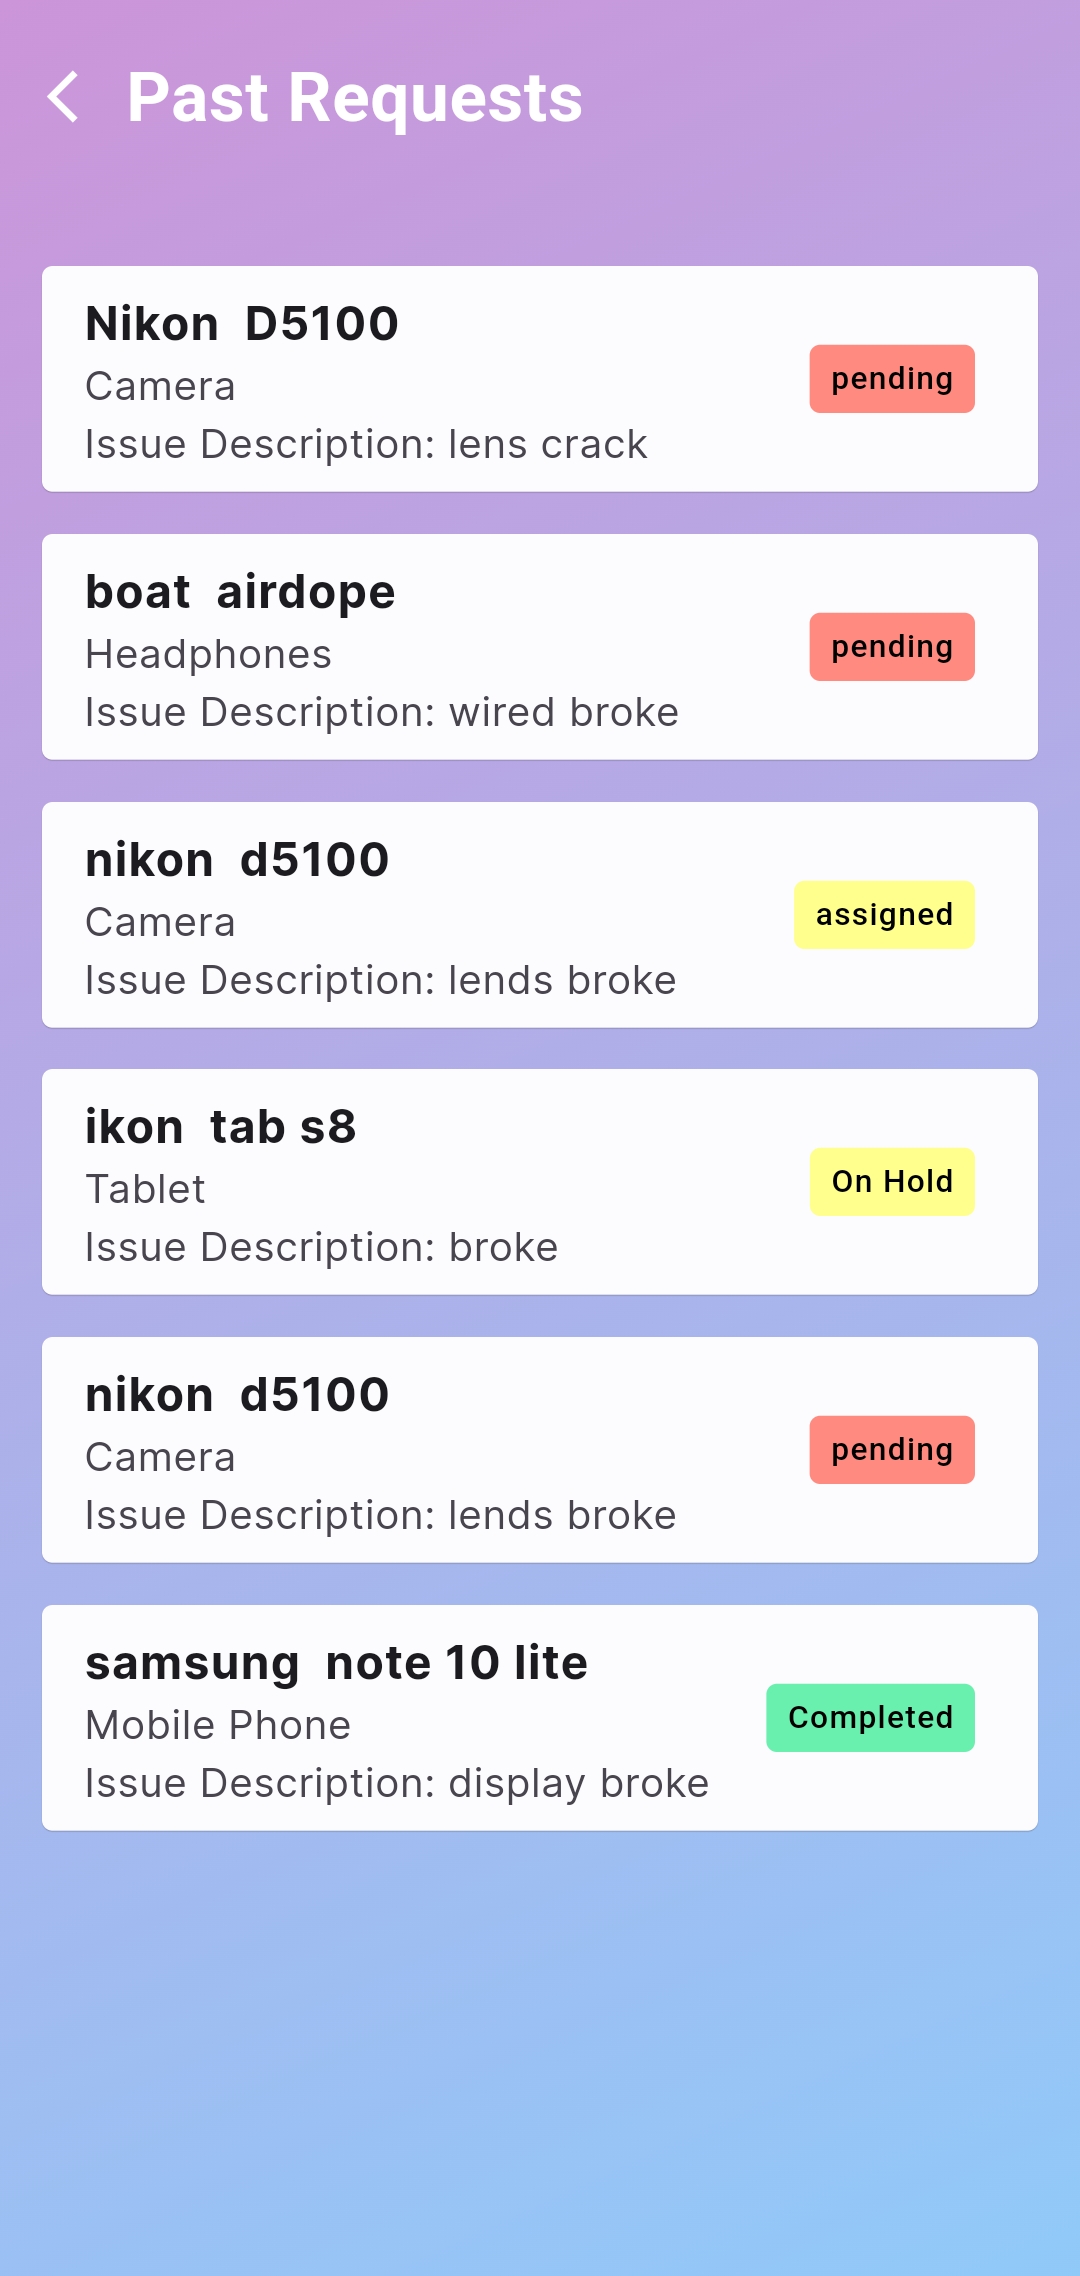 Past Requests
Nikon  D5100
Camera
Issue Description: lens crack
pending
boat  airdope
Headphones
Issue Description: wired broke
pending
nikon  d5100
Camera
Issue Description: lends broke
assigned
ikon  tab s8
Tablet
Issue Description: broke
On Hold
nikon  d5100
Camera
Issue Description: lends broke
pending
samsung  note 10 lite
Mobile Phone
Issue Description: display broke
Completed